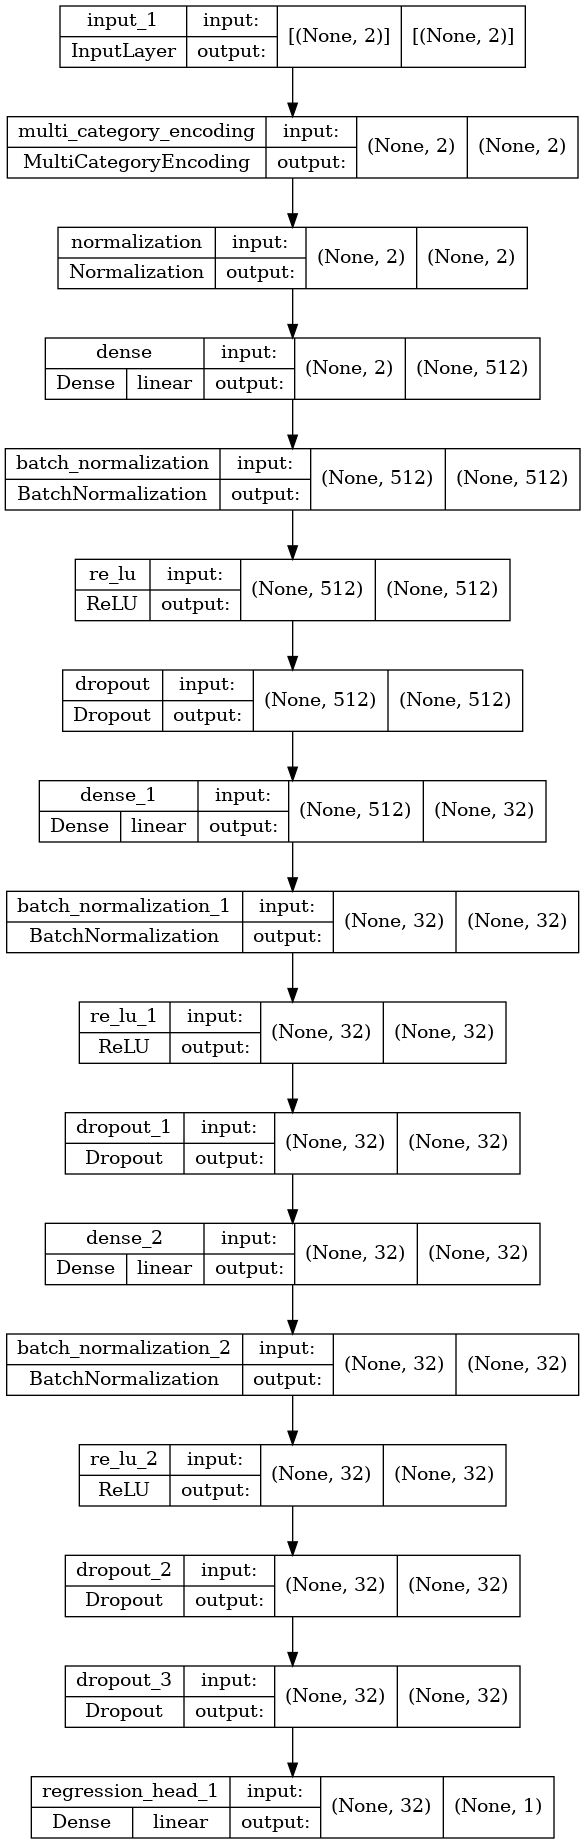 input_1 input: [(None, 2)] [(None, 2)]
InputLayer output:
multi_category_encoding input: (None, 2) (None, 2)
MultiCategoryEncoding output:
normalization input: (None, 2) (None, 2)
Normalization output:
dense input: (None, 2) (None, 512)
Dense linear output:
batch_normalization input: (None, 512) (None, 512)
BatchNormalization output:
re_lu input: (None, 512) (None, 512)
ReLU output:
dropout input: (None, 512) (None, 512)
Dropout output:
dense_1 input: (None, 512) (None, 32)
Dense linear output:
batch_normalization_1 input: (None, 32) (None, 32)
BatchNormalization output:
re_lu_1 input: (None, 32) (None, 32)
ReLU output:
dropout_1 input: (None, 32) (None, 32)
Dropout output:
dense_2 input: (None, 32) (None, 32)
Dense linear output:
batch_normalization_2 input: (None, 32) (None, 32)
BatchNormalization output:
re_lu_2 input: (None, 32) (None, 32)
ReLU output:
dropout_2 input: (None, 32) (None, 32)
Dropout output:
dropout_3 input: (None, 32) (None, 32)
Dropout output:
regression_head_1 input: (None, 32) (None, 1)
Dense linear output: